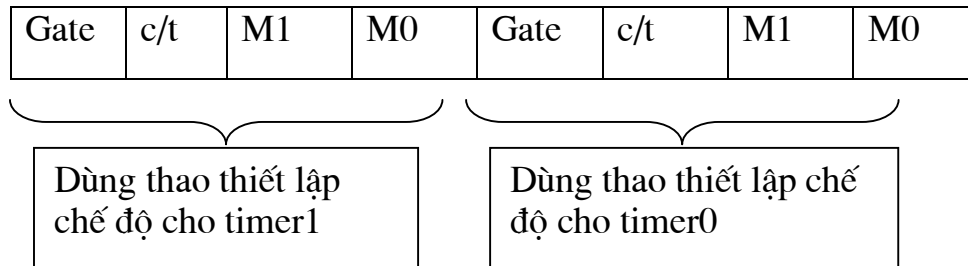 Gate c/t M1 M0 Gate c/t M1 M0
Dùng thao thiết lập
chế độ cho timer1
Dùng thao thiết lập chế
độ cho timer0